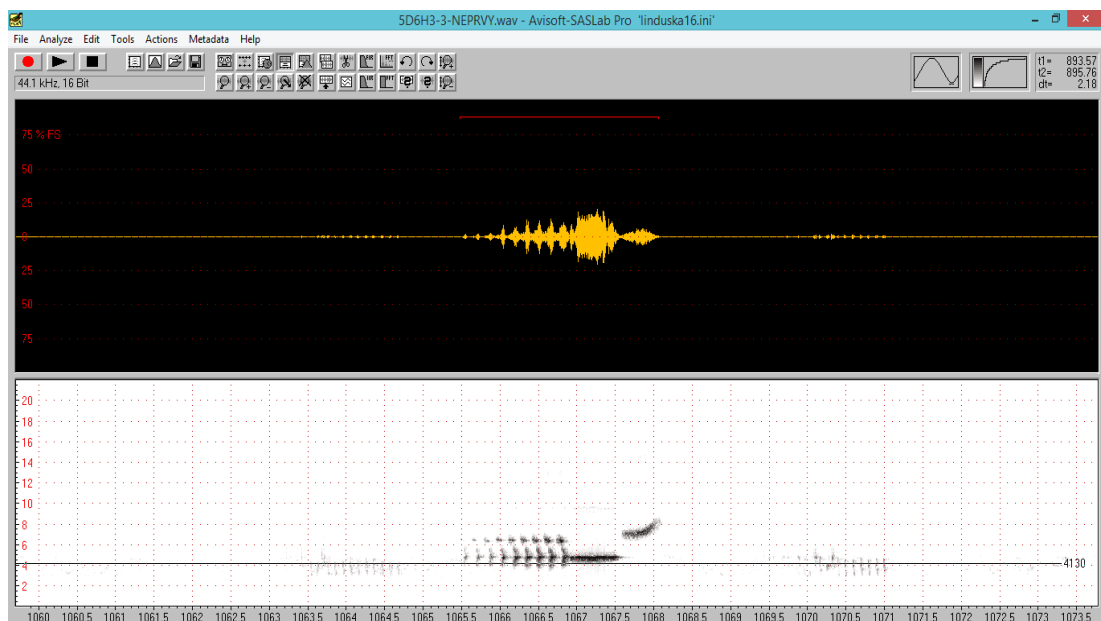 5D6H3-3-NEPRVY.wav - Avisoft-SASLab Pro 'linduska16.ini'
File Analyze Edit Tools Actions Metadata Help
t1= 893.57
44.1 kHz, 16 Bit
t2= 895.76
dt= 2.18
75 % FS
50
25
0
25
50
75
20
18
16
14
12
10
8
6
4
4130
2
1060 1060.5 1061 1061.5 1062 1062.5 1063 1063.5 1064 1064.5 1065 1065.5 1066 1066.5 1067 1067.5 1068 1068.5 1069 1069.5 1070 1070.5 1071 1071.5 1072 1072.5 1073 1073.5